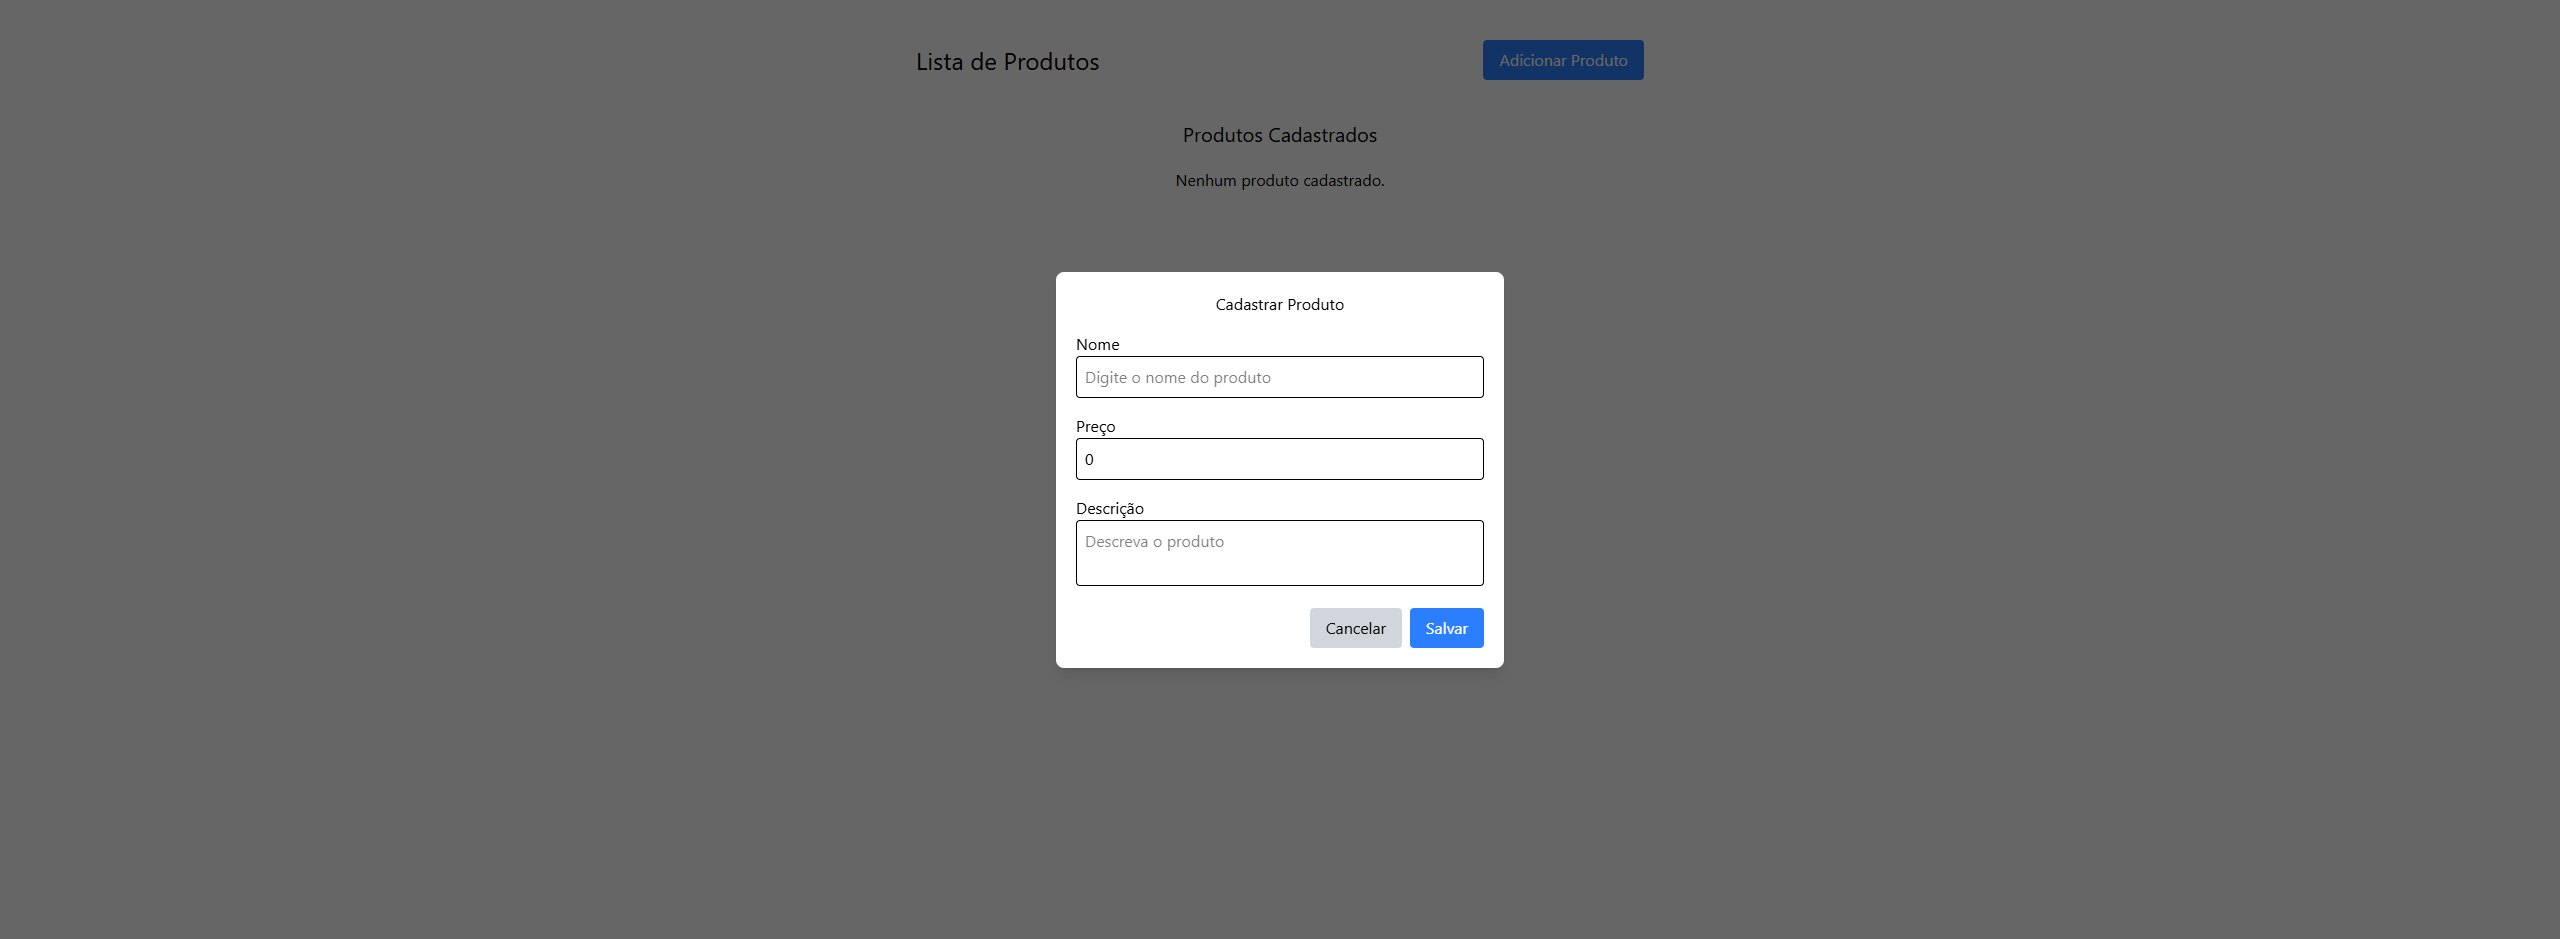 Lista de Produtos
Adicionar Produto
Produtos Cadastrados
Nenhum produto cadastrado.
Cadastrar Produto
Nome
Digite o nome do produto
Preço
0
Descrição
Descreva o produto
Cancelar
Salvar